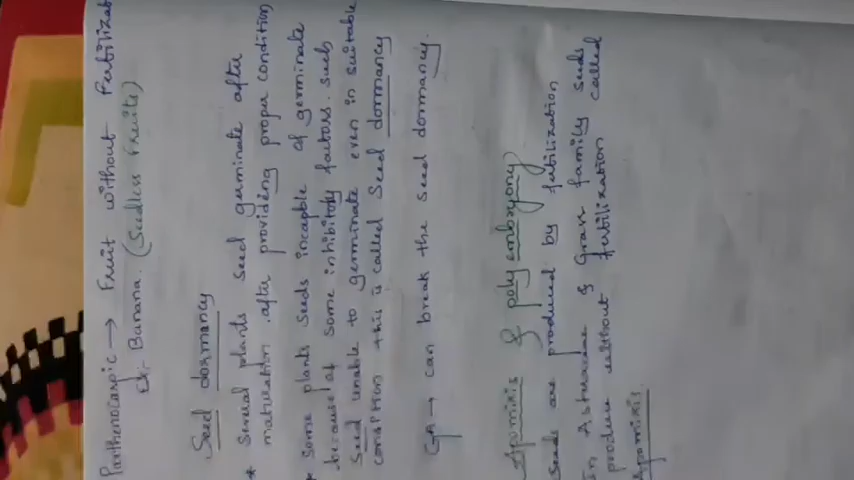 Parthenocarpic → Fruit without Fertilizat
Ex:- Banana. (Seedless Fruits)
Seed dormancy
* Several plants seed germinate after
maturation. after providing proper condition
* Some plants seeds incapble of germinate
because of some inhibitory factors. such
seed unable to germinate even in suitable
condition this is called Seed dormancy
GA → can break the seed dormancy.
Apomixis & polyembryony
Seeds are produced by fertilization
in Asteraceae & Grass family seeds
produce without fertilization called
Apomixis.